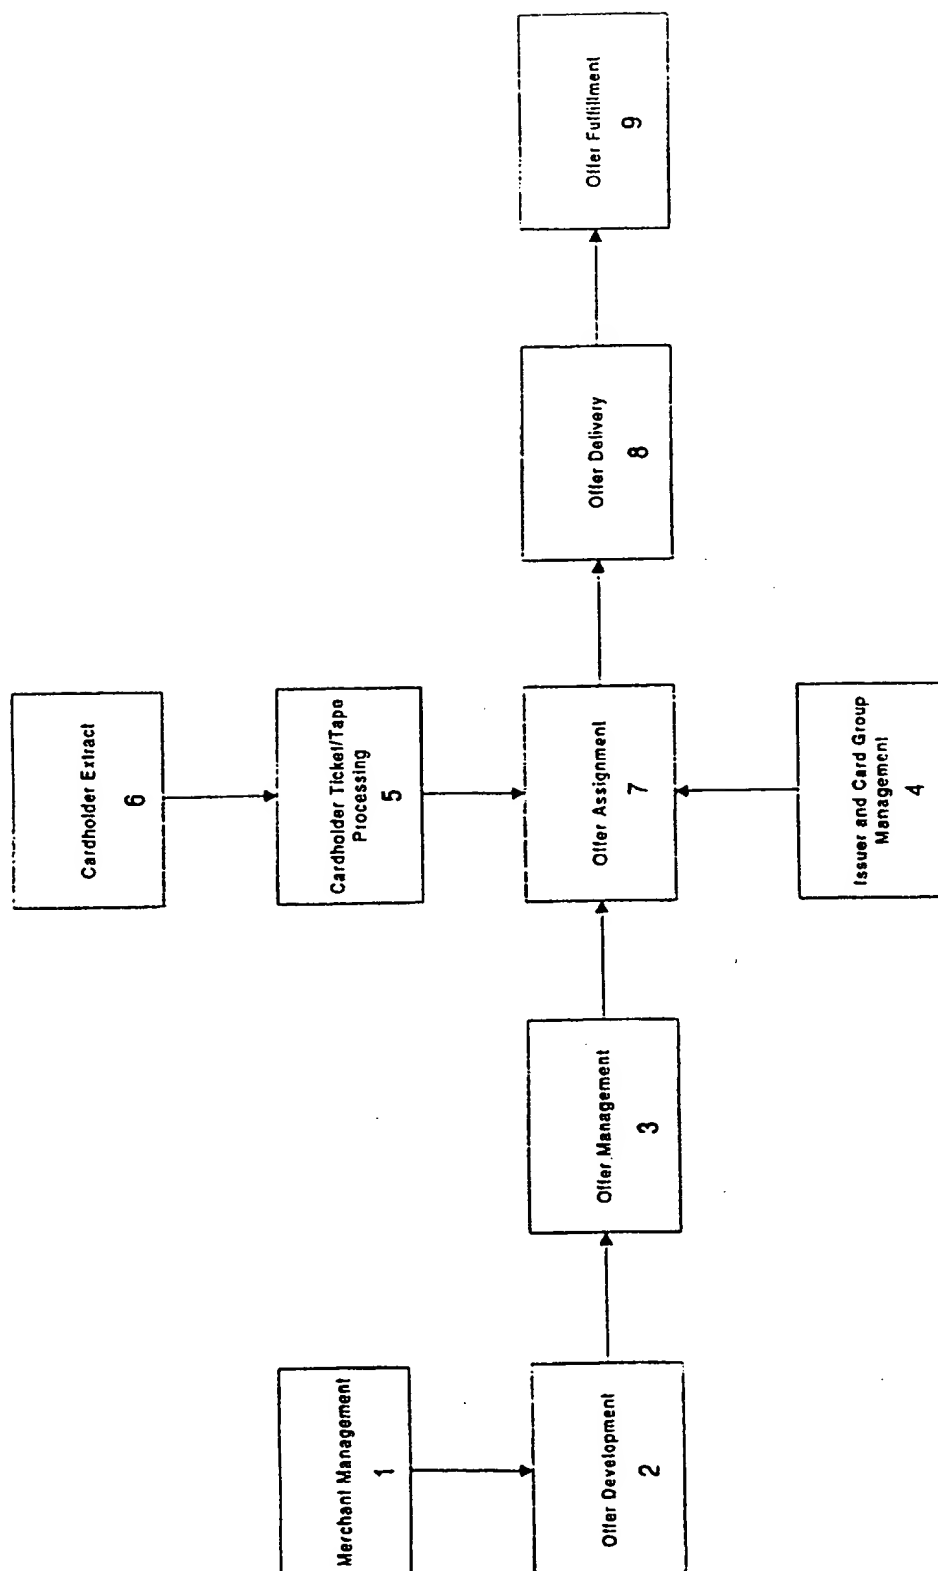 Merchant Management
1
Offer Development
2
Offer Management
3
Cardholder Extract
6
Cardholder Ticket/Tape
Processing
5
Offer Assignment
7
Issuer and Card Group
Management
4
Offer Delivery
8
Offer Fulfillment
9